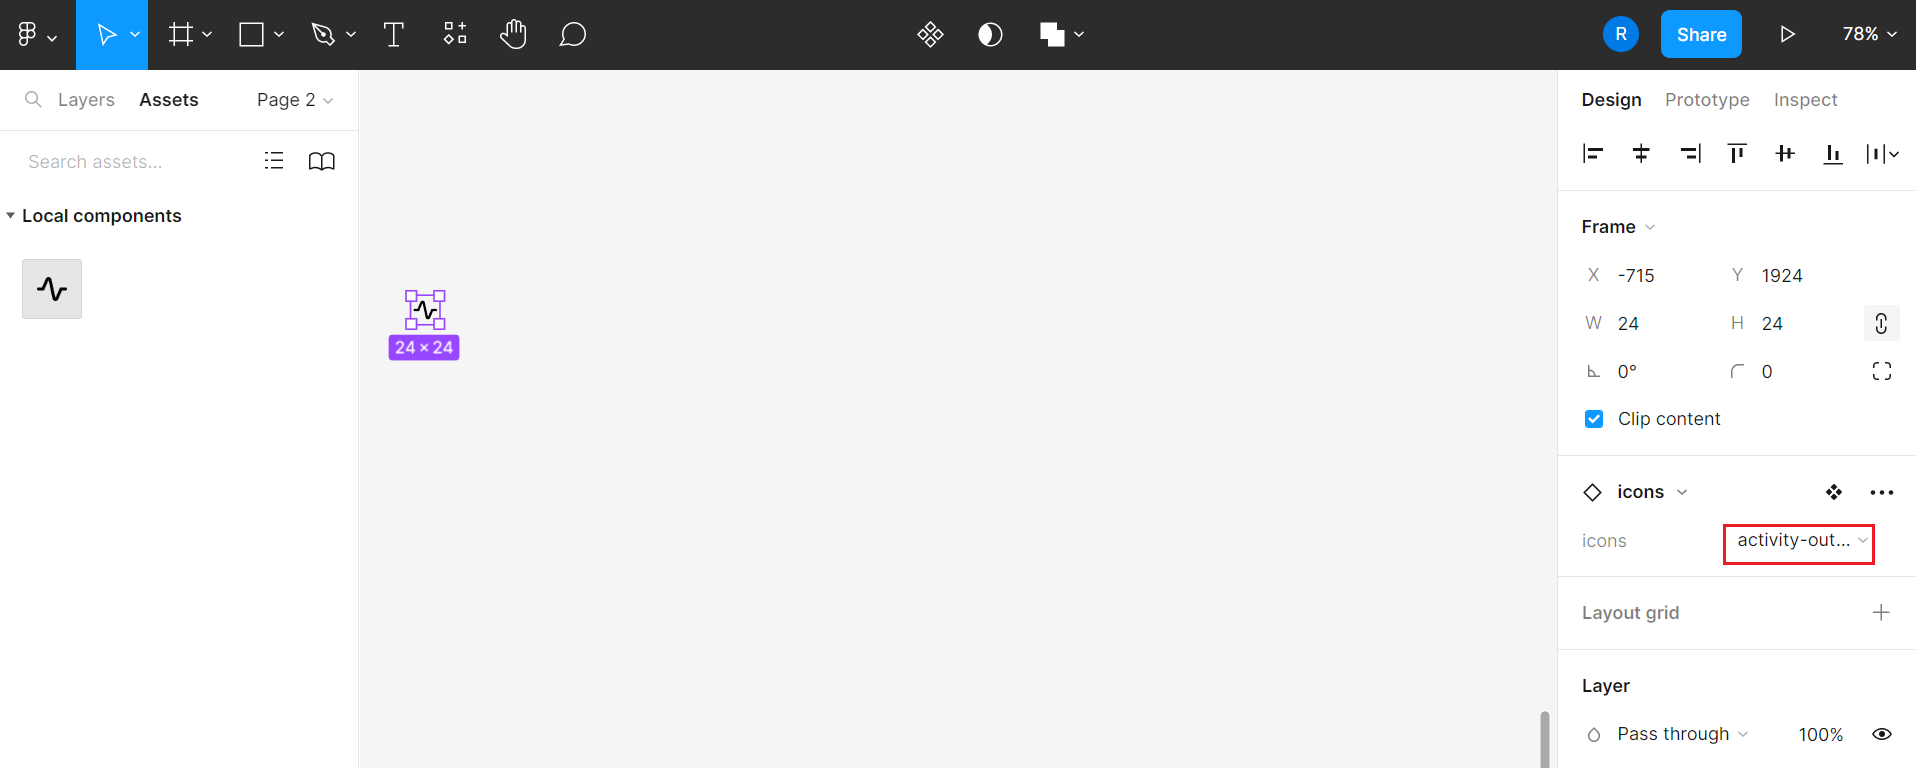 R
Share
78%
Layers Assets Page 2
Search assets...
Local components
24 × 24
Design Prototype Inspect
Frame
X -715 Y 1924
W 24 H 24
0° 0
Clip content
icons
icons activity-out...
Layout grid
Layer
Pass through 100%